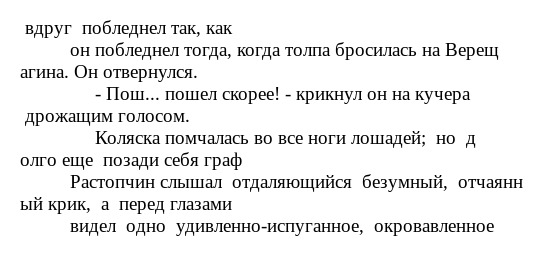 вдруг  побледнел так, как
он побледнел тогда, когда толпа бросилась на Верещ
агина. Он отвернулся.
- Пош... пошел скорее! - крикнул он на кучера
дрожащим голосом.
Коляска помчалась во все ноги лошадей;  но  д
олго еще  позади себя граф
Растопчин слышал  отдаляющийся  безумный,  отчаянн
ый крик,  а  перед глазами
видел  одно  удивленно-испуганное,  окровавленное